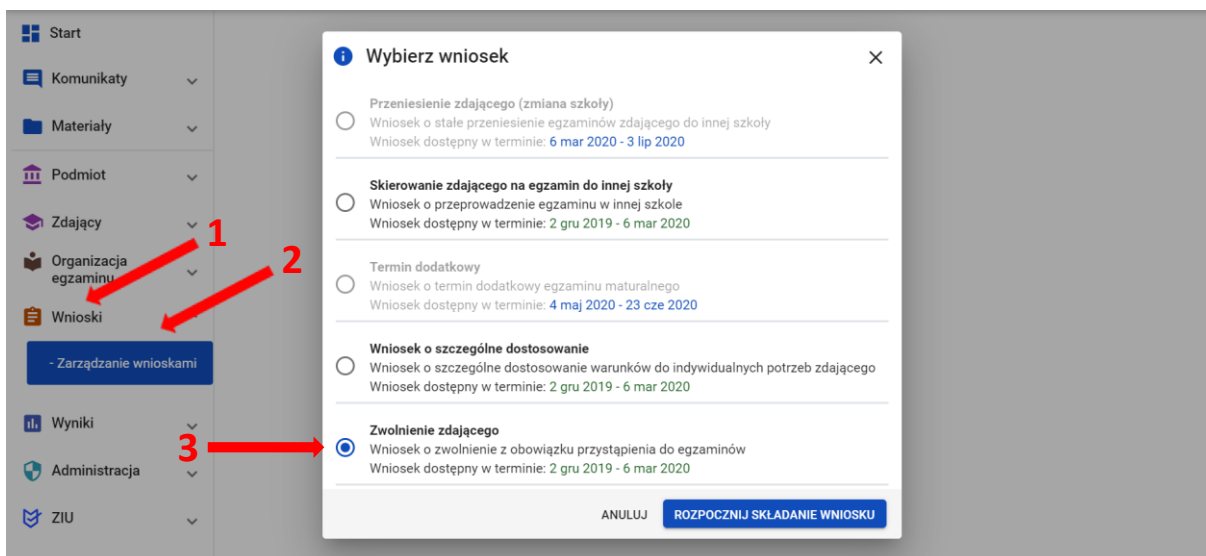 Start
Komunikaty
Materiały
Podmiot
Zdający
1
2
Organizacja
egzaminu
Wnioski
- Zarządzanie wnioskami
Wyniki
3
Administracja
ZIU
Wybierz wniosek
Przeniesienie zdającego (zmiana szkoły)
Wniosek o stałe przeniesienie egzaminów zdającego do innej szkoły
Wniosek dostępny w terminie: 6 mar 2020 - 3 lip 2020
Skierowanie zdającego na egzamin do innej szkoły
Wniosek o przeprowadzenie egzaminu w innej szkole
Wniosek dostępny w terminie: 2 gru 2019 - 6 mar 2020
Termin dodatkowy
Wniosek o termin dodatkowy egzaminu maturalnego
Wniosek dostępny w terminie: 4 maj 2020 - 23 cze 2020
Wniosek o szczególne dostosowanie
Wniosek o szczególne dostosowanie warunków do indywidualnych potrzeb zdającego
Wniosek dostępny w terminie: 2 gru 2019 - 6 mar 2020
Zwolnienie zdającego
Wniosek o zwolnienie z obowiązku przystąpienia do egzaminów
Wniosek dostępny w terminie: 2 gru 2019 - 6 mar 2020
ANULUJ
ROZPOCZNIJ SKŁADANIE WNIOSKU